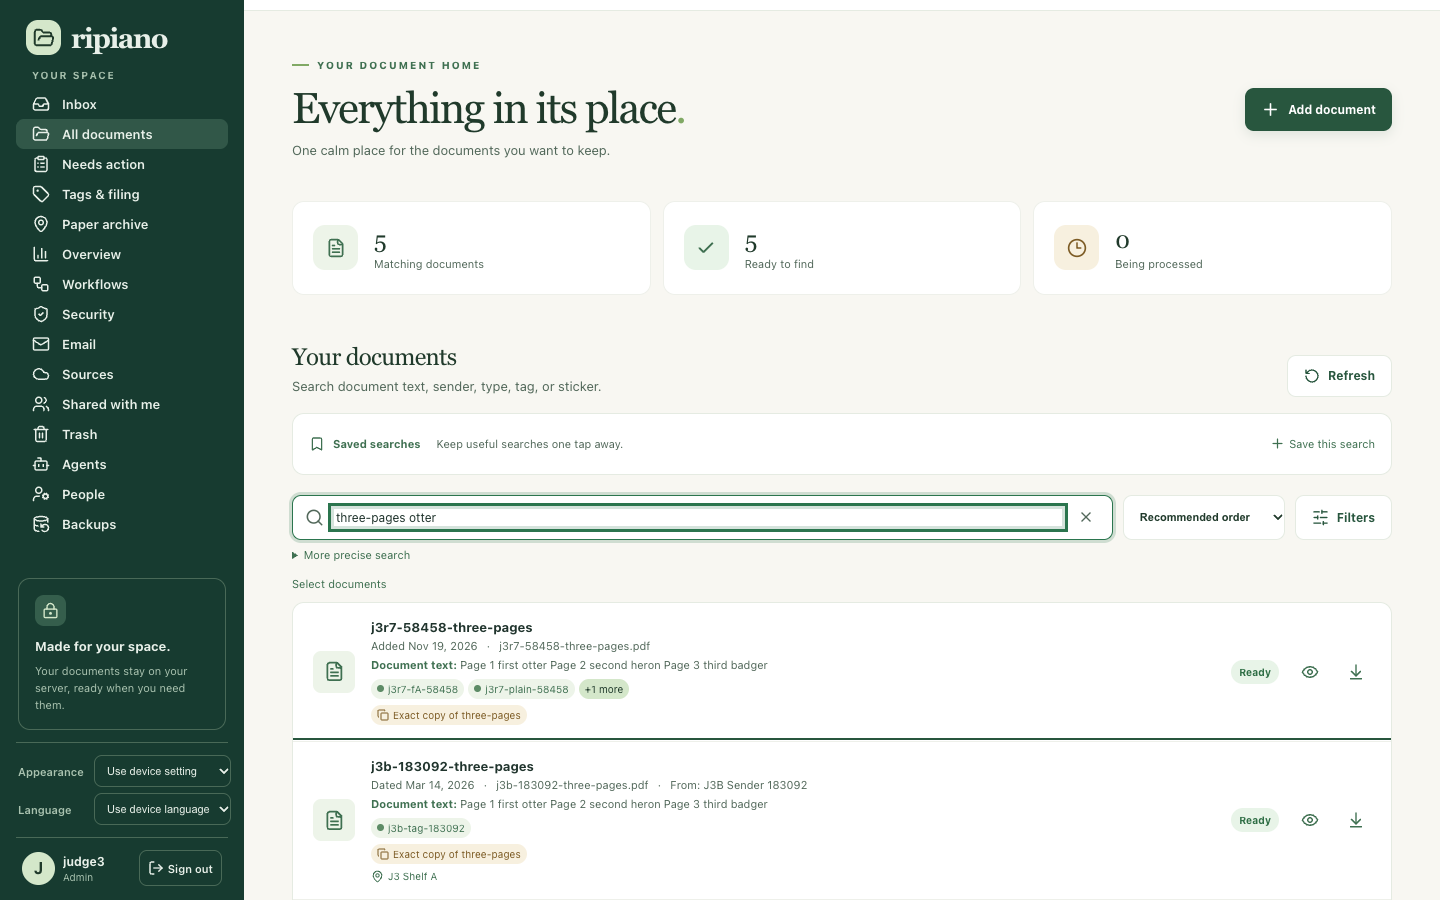 ripiano
YOUR SPACE
Inbox
All documents
Needs action
Tags & filing
Paper archive
Overview
Workflows
Security
Email
Sources
Shared with me
Trash
Agents
People
Backups
Made for your space.
Your documents stay on your
server, ready when you need
them.
Appearance
Use device setting
Language
Use device language
J
judge3
Admin
Sign out
YOUR DOCUMENT HOME
Everything in its place.
One calm place for the documents you want to keep.
Add document
5
Matching documents
5
Ready to find
0
Being processed
Your documents
Search document text, sender, type, tag, or sticker.
Refresh
Saved searches
Keep useful searches one tap away.
Save this search
three-pages otter
Recommended order
Filters
More precise search
Select documents
j3r7-58458-three-pages
Added Nov 19, 2026 · j3r7-58458-three-pages.pdf
Document text: Page 1 first otter Page 2 second heron Page 3 third badger
j3r7-fA-58458 j3r7-plain-58458 +1 more
Exact copy of three-pages
Ready
j3b-183092-three-pages
Dated Mar 14, 2026 · j3b-183092-three-pages.pdf · From: J3B Sender 183092
Document text: Page 1 first otter Page 2 second heron Page 3 third badger
j3b-tag-183092
Exact copy of three-pages
J3 Shelf A
Ready